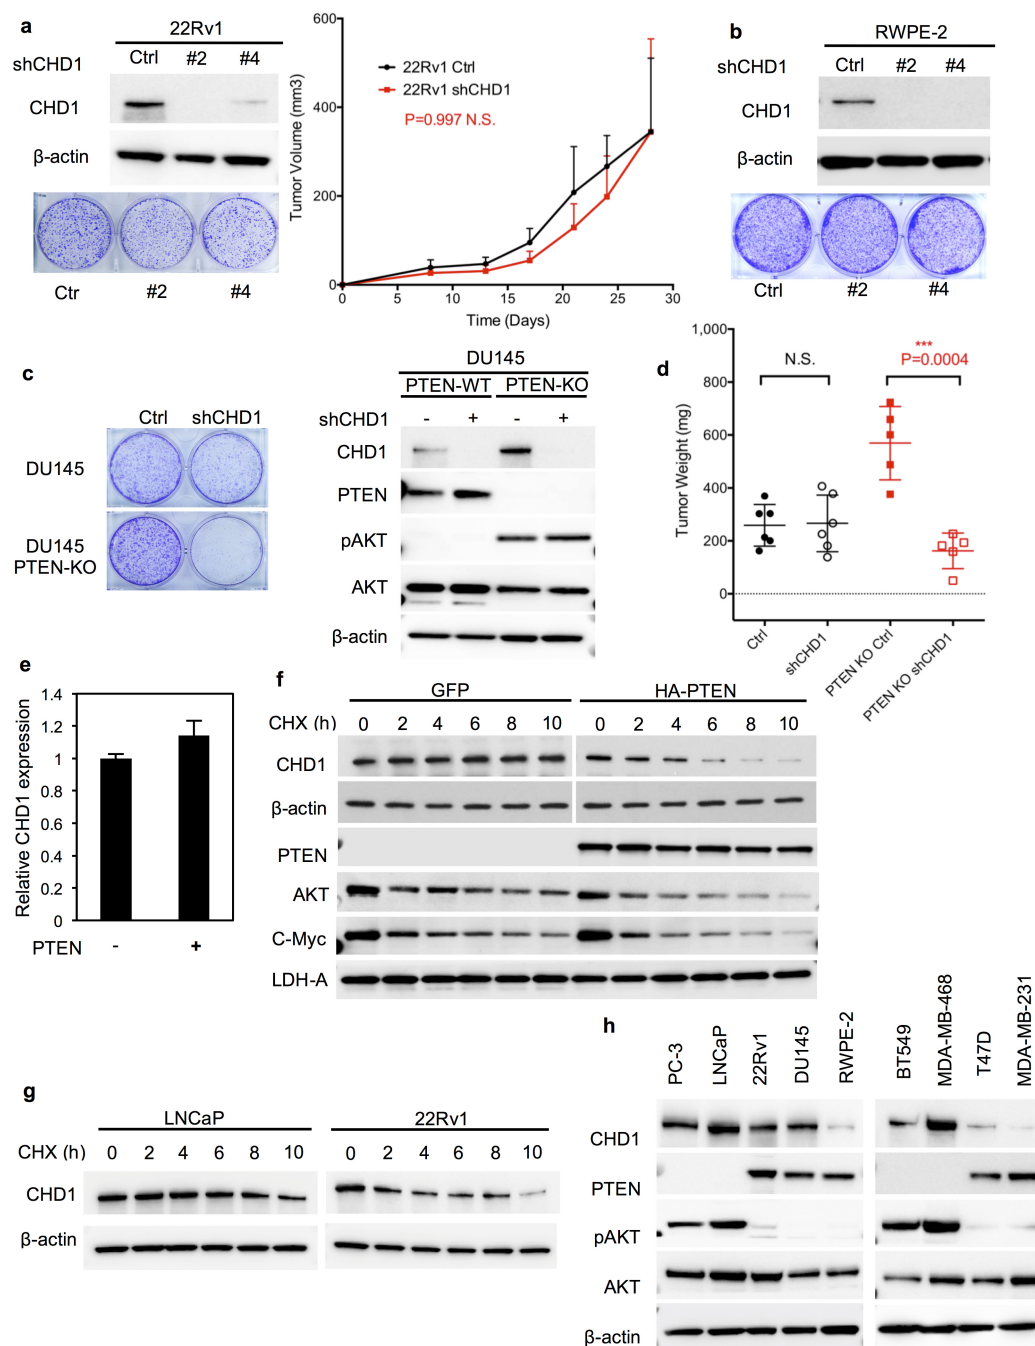 a
22Rv1
shCHD1
Ctrl
#2
#4
CHD1
β-actin
Ctr
#2
#4
Tumor Volume (mm3)
600
400
200
0
0
5
10
15
20
25
30
Time (Days)
22Rv1 Ctrl
22Rv1 shCHD1
P=0.997 N.S.
b
RWPE-2
shCHD1
Ctrl
#2
#4
CHD1
β-actin
Ctrl
#2
#4
c
Ctrl
shCHD1
DU145
DU145
PTEN-KO
DU145
PTEN-WT
PTEN-KO
shCHD1
-
+
-
+
CHD1
PTEN
pAKT
AKT
β-actin
d
Tumor Weight (mg)
1,000
800
600
400
200
0
N.S.
***
P=0.0004
Ctrl
shCHD1
PTEN KO Ctrl
PTEN KO shCHD1
e
Relative CHD1 expression
1.4
1.2
1
0.8
0.6
0.4
0.2
0
PTEN
-
+
f
GFP
HA-PTEN
CHX (h)
0
2
4
6
8
10
0
2
4
6
8
10
CHD1
β-actin
PTEN
AKT
C-Myc
LDH-A
g
LNCaP
22Rv1
CHX (h)
0
2
4
6
8
10
0
2
4
6
8
10
CHD1
β-actin
h
PC-3
LNCaP
22Rv1
DU145
RWPE-2
BT549
MDA-MB-468
T47D
MDA-MB-231
CHD1
PTEN
pAKT
AKT
β-actin